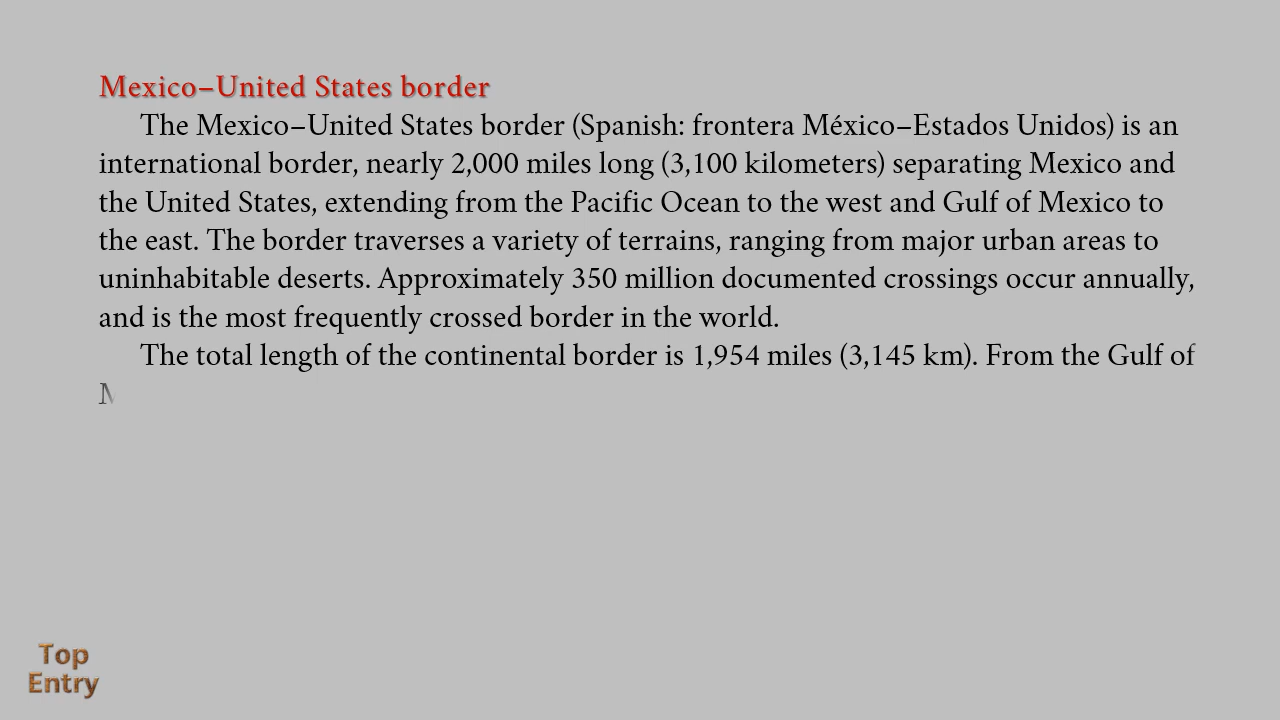 Mexico–United States border
The Mexico–United States border (Spanish: frontera México–Estados Unidos) is an
international border, nearly 2,000 miles long (3,100 kilometers) separating Mexico and
the United States, extending from the Pacific Ocean to the west and Gulf of Mexico to
the east. The border traverses a variety of terrains, ranging from major urban areas to
uninhabitable deserts. Approximately 350 million documented crossings occur annually,
and is the most frequently crossed border in the world.
The total length of the continental border is 1,954 miles (3,145 km). From the Gulf of
Top
Entry